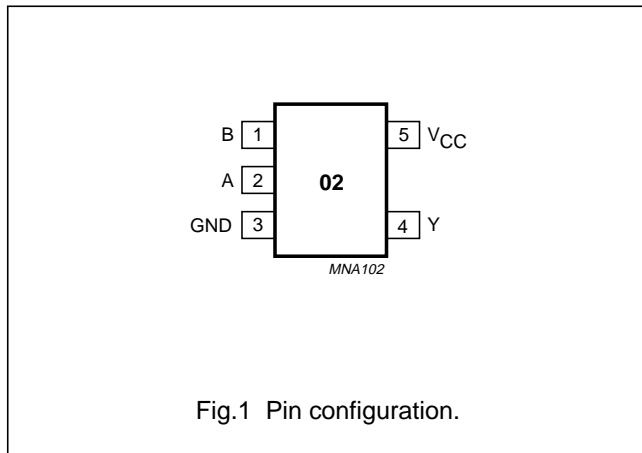 B 1 5 VCC
A 2 02
GND 3 4 Y
MNA102
Fig.1 Pin configuration.